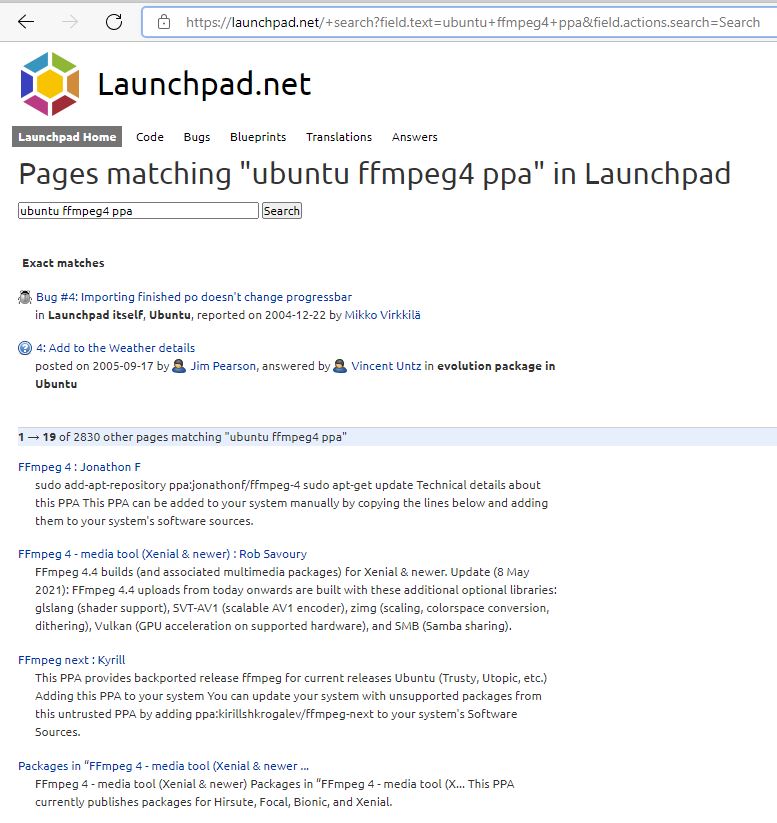 https://launchpad.net/+search?field.text=ubuntu+ffmpeg4+ppa&field.actions.search=Search
Launchpad.net
Launchpad Home Code Bugs Blueprints Translations Answers
Pages matching "ubuntu ffmpeg4 ppa" in Launchpad
ubuntu ffmpeg4 ppa Search
Exact matches
Bug #4: Importing finished po doesn't change progressbar
in Launchpad itself, Ubuntu, reported on 2004-12-22 by Mikko Virkkilä
4: Add to the Weather details
posted on 2005-09-17 by Jim Pearson, answered by Vincent Untz in evolution package in
Ubuntu
1 → 19 of 2830 other pages matching "ubuntu ffmpeg4 ppa"
FFmpeg 4 : Jonathon F
sudo add-apt-repository ppa:jonathonf/ffmpeg-4 sudo apt-get update Technical details about
this PPA This PPA can be added to your system manually by copying the lines below and adding
them to your system's software sources.
FFmpeg 4 - media tool (Xenial & newer) : Rob Savoury
FFmpeg 4.4 builds (and associated multimedia packages) for Xenial & newer. Update (8 May
2021): FFmpeg 4.4 uploads from today onwards are built with these additional optional libraries:
glslang (shader support), SVT-AV1 (scalable AV1 encoder), zimg (scaling, colorspace conversion,
dithering), Vulkan (GPU acceleration on supported hardware), and SMB (Samba sharing).
FFmpeg next : Kyrill
This PPA provides backported release ffmpeg for current releases Ubuntu (Trusty, Utopic, etc.)
Adding this PPA to your system You can update your system with unsupported packages from
this untrusted PPA by adding ppa:kirillshkrogalev/ffmpeg-next to your system's Software
Sources.
Packages in “FFmpeg 4 - media tool (Xenial & newer ...
FFmpeg 4 - media tool (Xenial & newer) Packages in “FFmpeg 4 - media tool (X... This PPA
currently publishes packages for Hirsute, Focal, Bionic, and Xenial.